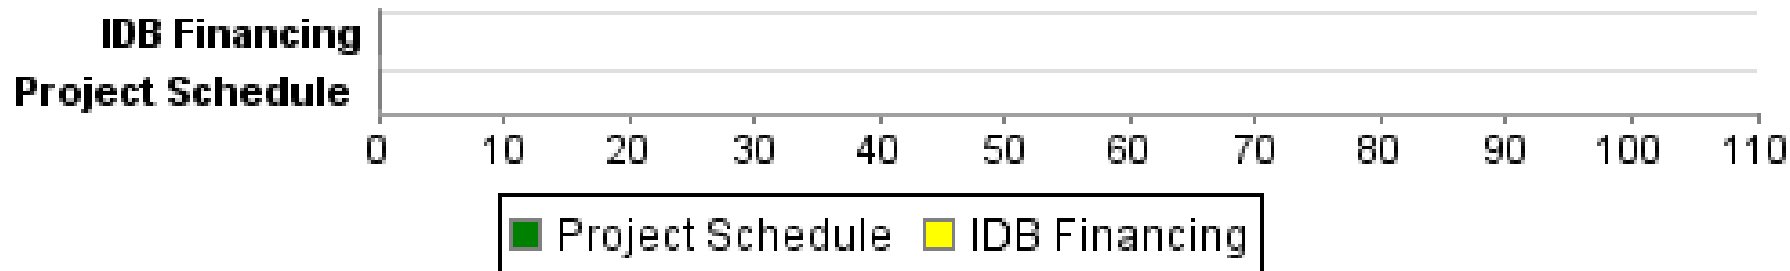 IDB Financing
Project Schedule
0 10 20 30 40 50 60 70 80 90 100 110
Project Schedule IDB Financing